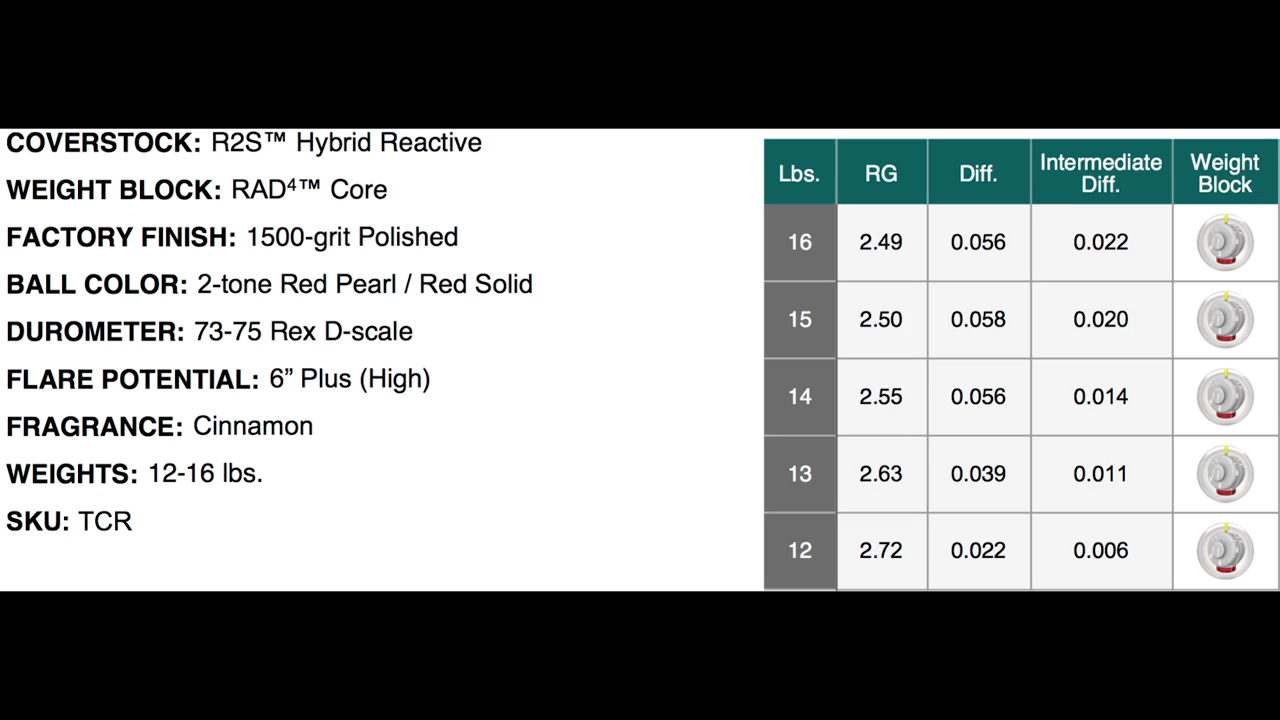 COVERSTOCK: R2S™ Hybrid Reactive
WEIGHT BLOCK: RAD⁴™ Core
FACTORY FINISH: 1500-grit Polished
BALL COLOR: 2-tone Red Pearl / Red Solid
DUROMETER: 73-75 Rex D-scale
FLARE POTENTIAL: 6” Plus (High)
FRAGRANCE: Cinnamon
WEIGHTS: 12-16 lbs.
SKU: TCR
Lbs. RG Diff. Intermediate Diff. Weight Block
16 2.49 0.056 0.022
15 2.50 0.058 0.020
14 2.55 0.056 0.014
13 2.63 0.039 0.011
12 2.72 0.022 0.006